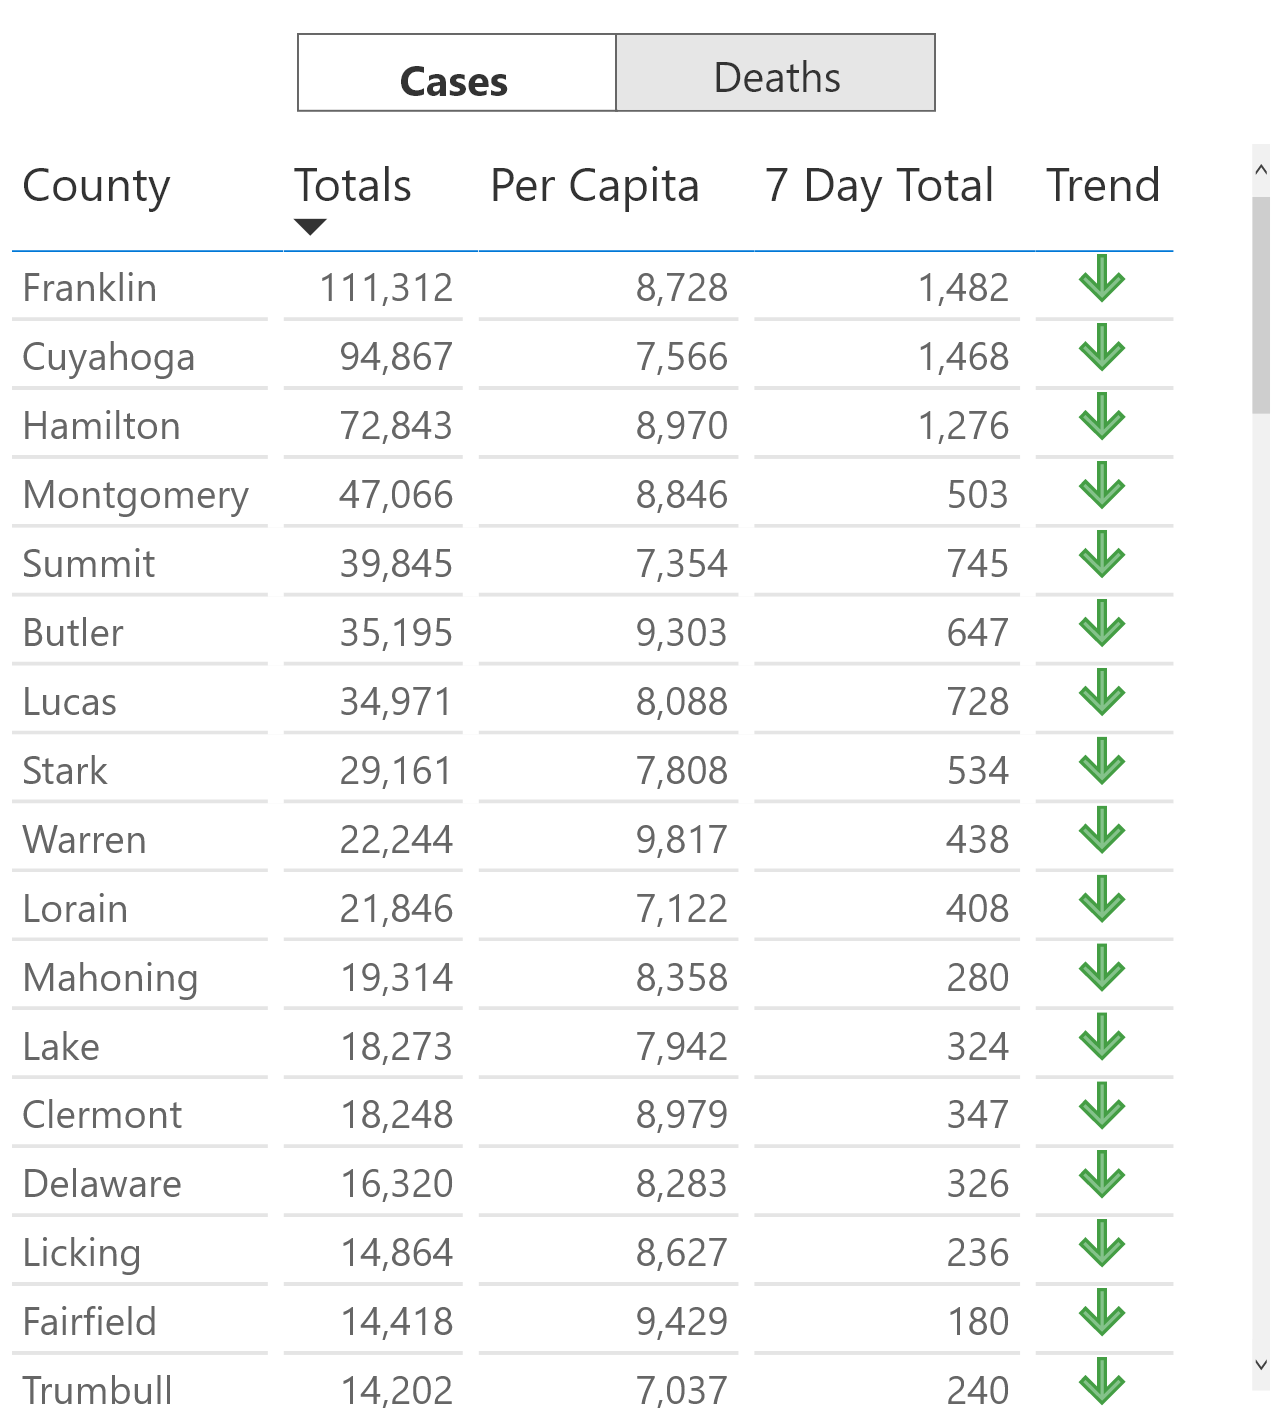 Cases Deaths
County Totals Per Capita 7 Day Total Trend
Franklin 111,312 8,728 1,482
Cuyahoga 94,867 7,566 1,468
Hamilton 72,843 8,970 1,276
Montgomery 47,066 8,846 503
Summit 39,845 7,354 745
Butler 35,195 9,303 647
Lucas 34,971 8,088 728
Stark 29,161 7,808 534
Warren 22,244 9,817 438
Lorain 21,846 7,122 408
Mahoning 19,314 8,358 280
Lake 18,273 7,942 324
Clermont 18,248 8,979 347
Delaware 16,320 8,283 326
Licking 14,864 8,627 236
Fairfield 14,418 9,429 180
Trumbull 14,202 7,037 240